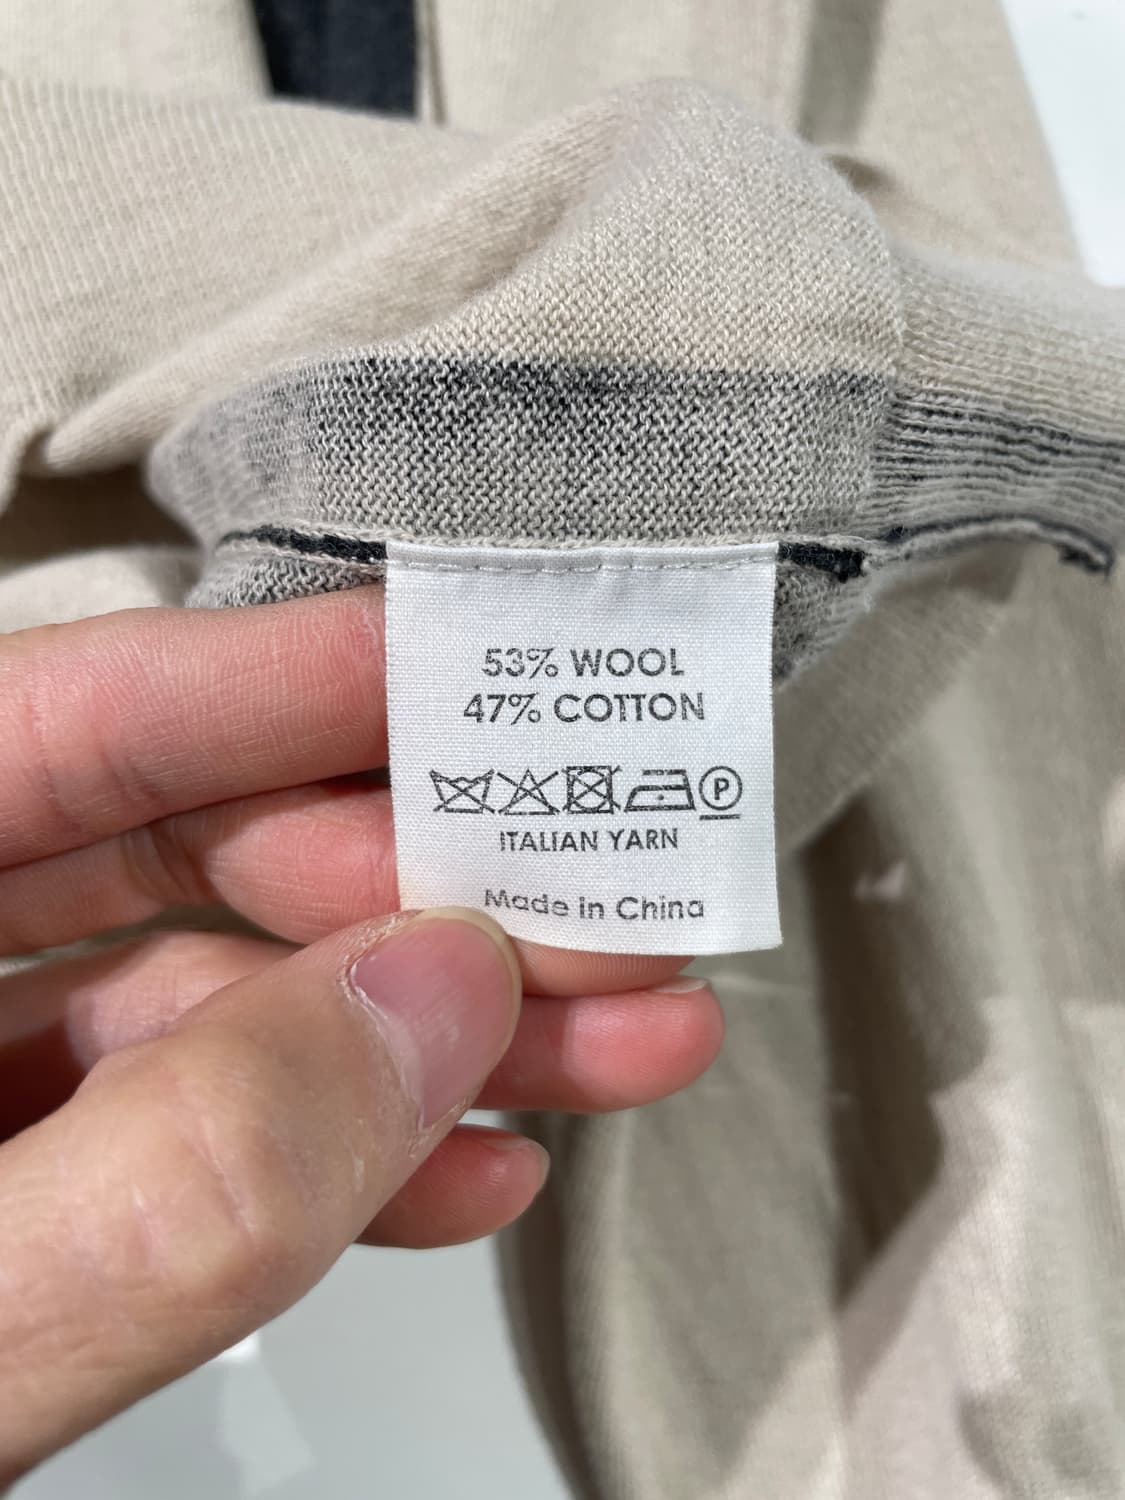 53% WOOL
47% COTTON
P
ITALIAN YARN
Made in China